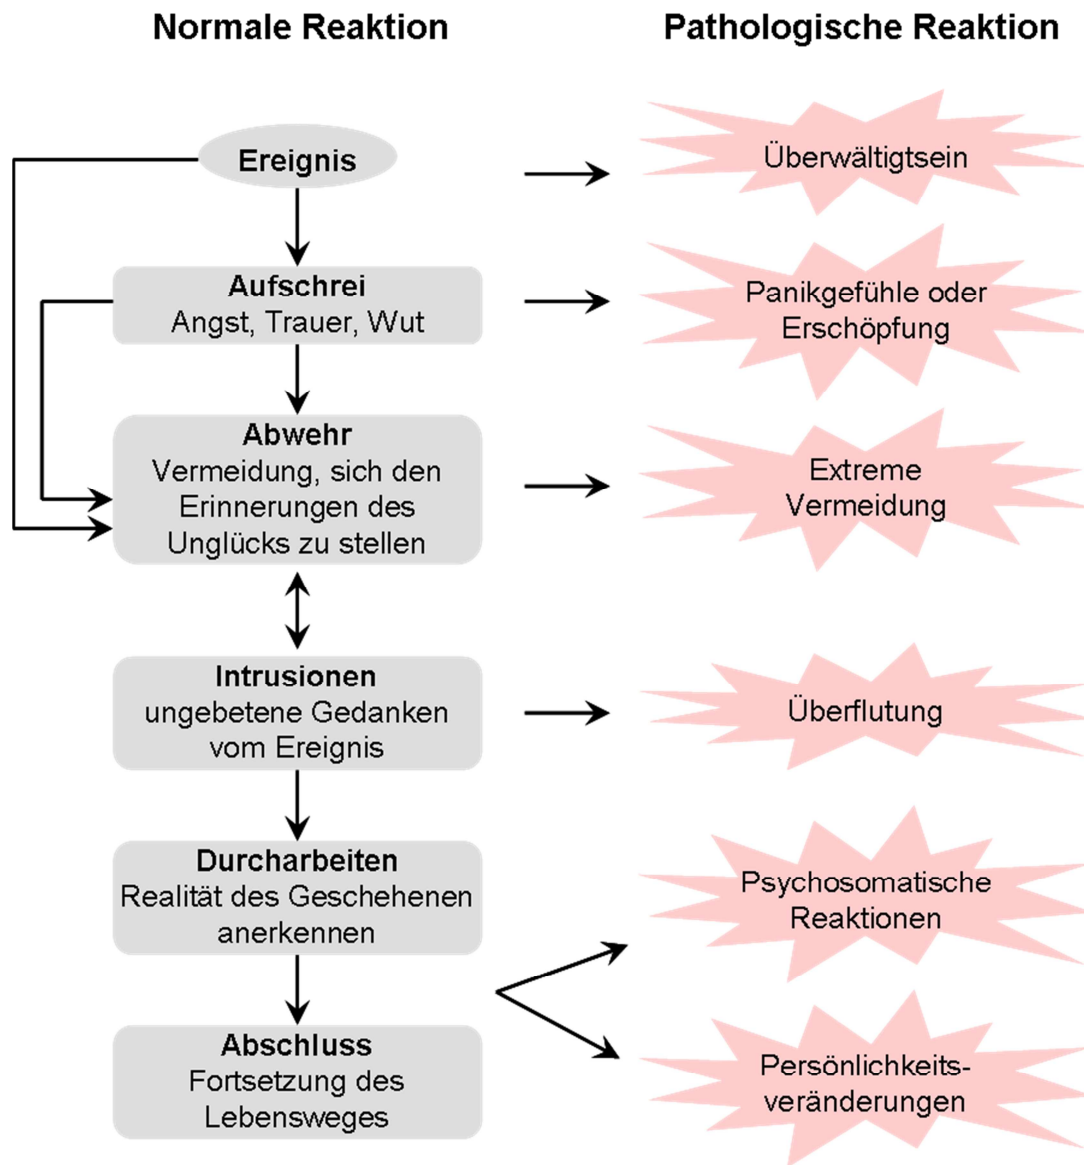 Normale Reaktion
Pathologische Reaktion
Ereignis
Überwältigtsein
Aufschrei
Angst, Trauer, Wut
Panikgefühle oder
Erschöpfung
Abwehr
Vermeidung, sich den
Erinnerungen des
Unglücks zu stellen
Extreme
Vermeidung
Intrusionen
ungebetene Gedanken
vom Ereignis
Überflutung
Durcharbeiten
Realität des Geschehenen
anerkennen
Psychosomatische
Reaktionen
Abschluss
Fortsetzung des
Lebensweges
Persönlichkeits-
veränderungen